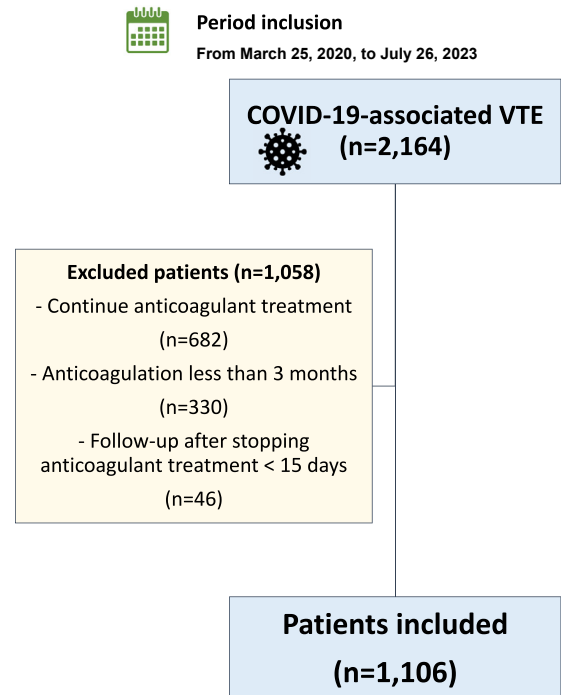 Period inclusion
From March 25, 2020, to July 26, 2023
COVID-19-associated VTE
(n=2,164)
Excluded patients (n=1,058)
- Continue anticoagulant treatment
(n=682)
- Anticoagulation less than 3 months
(n=330)
- Follow-up after stopping
anticoagulant treatment < 15 days
(n=46)
Patients included
(n=1,106)